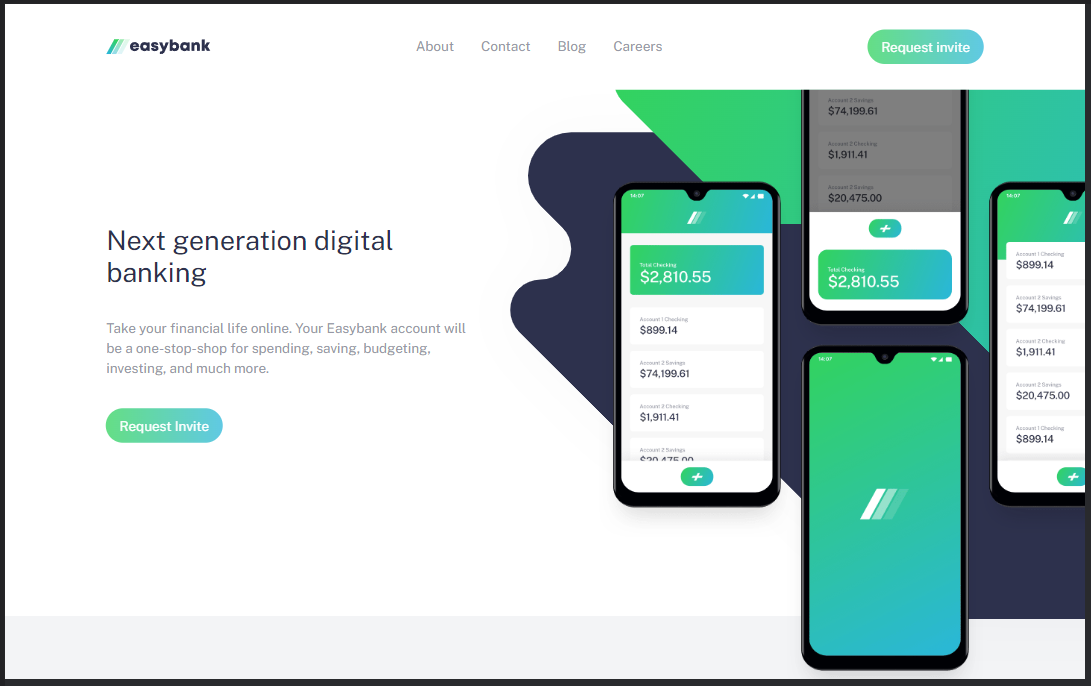 easybank
About
Contact
Blog
Careers
Request invite
Next generation digital
banking
Take your financial life online. Your Easybank account will
be a one-stop-shop for spending, saving, budgeting,
investing, and much more.
Request Invite
14:07
Total Checking
$2,810.55
Account 1 Checking
$899.14
Account 2 Savings
$74,199.61
Account 2 Checking
$1,911.41
Account 2 Savings
$20,475.00
Account 2 Savings
$74,199.61
Account 2 Checking
$1,911.41
Account 2 Savings
$20,475.00
Total Checking
$2,810.55
14:07
14:07
Account 1 Checking
$899.14
Account 2 Savings
$74,199.61
Account 2 Checking
$1,911.41
Account 2 Savings
$20,475.00
Account 1 Checking
$899.14